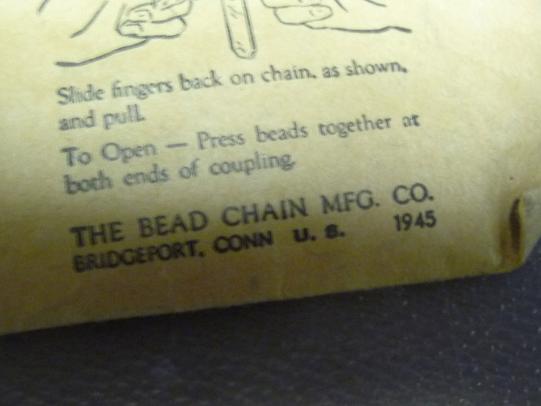 Slide fingers back on chain. as shown.
and pull.
To Open — Press beads together at
both ends of coupling.
THE BEAD CHAIN MFG. CO.
BRIDGEPORT, CONN U. S. 1945